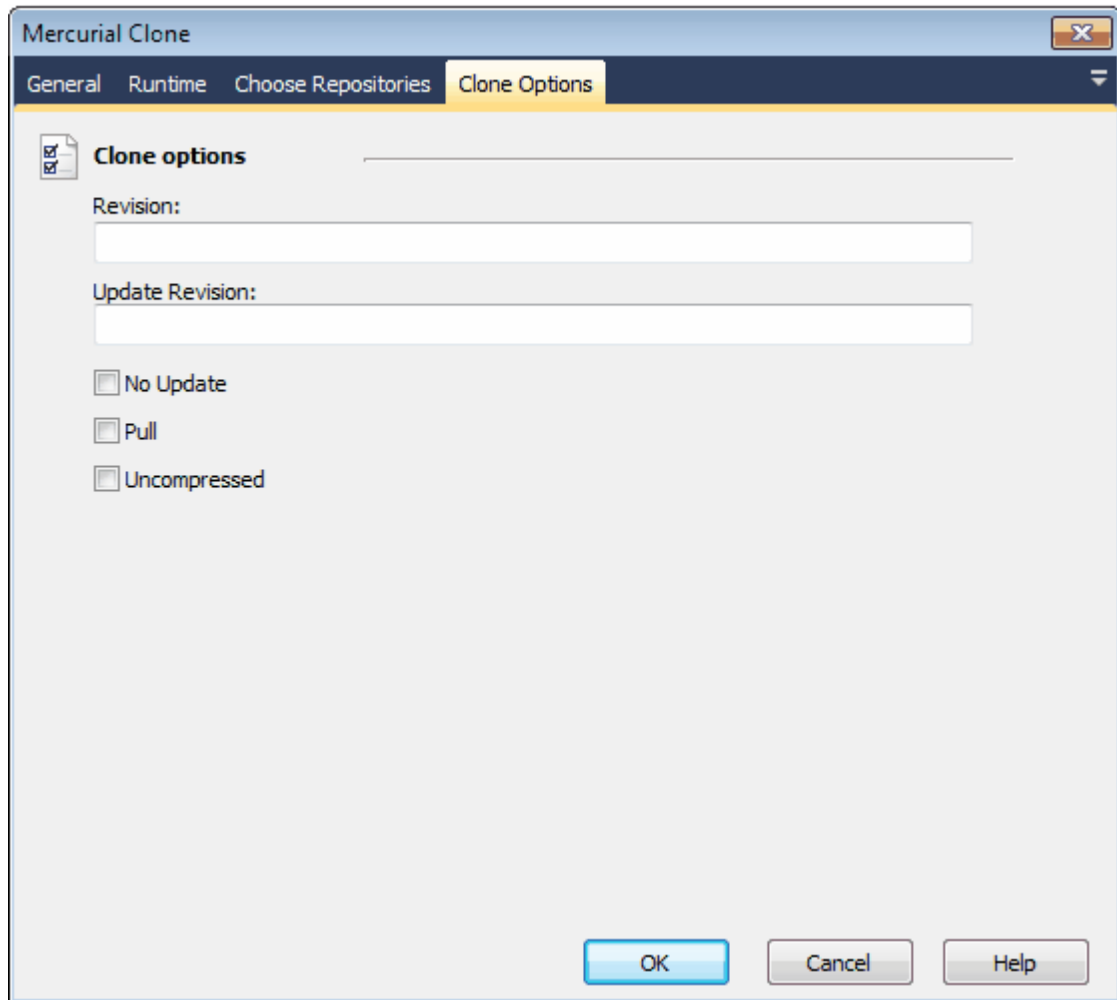 Mercurial Clone
General Runtime Choose Repositories Clone Options
Clone options
Revision:
Update Revision:
No Update
Pull
Uncompressed
OK Cancel Help